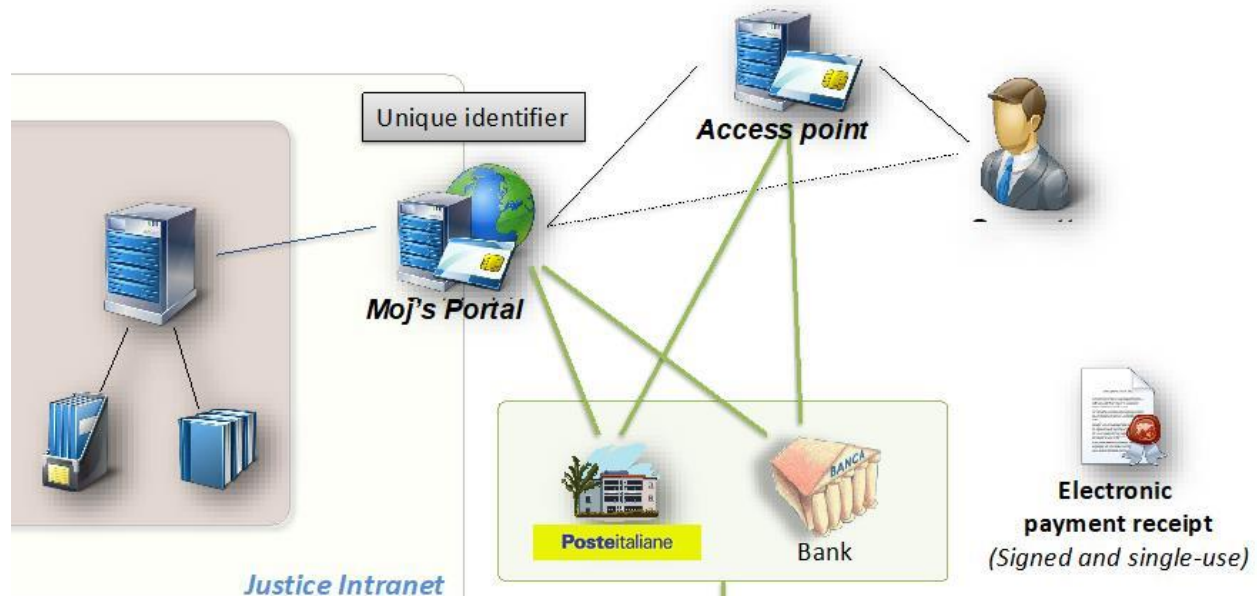 Unique identifier
Access point
Moj's Portal
BANCA
Posteitaliane
Bank
Electronic
payment receipt
(Signed and single-use)
Justice Intranet